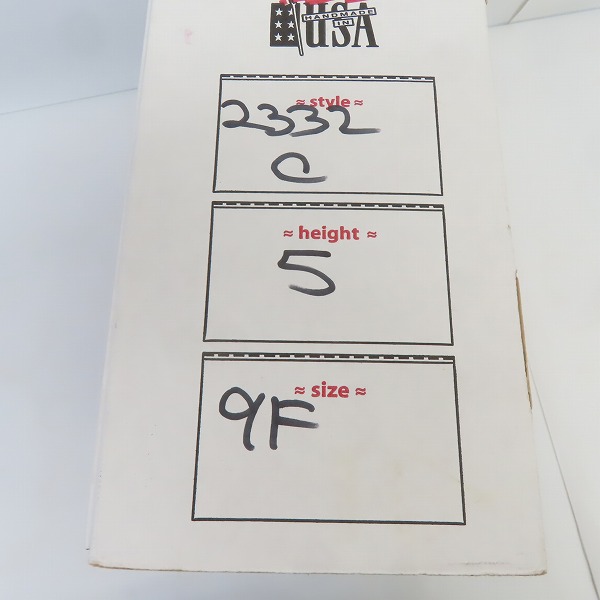 HANDMADE
IN
USA
≈ style ≈
2332
C
≈ height ≈
5
≈ size ≈
9F